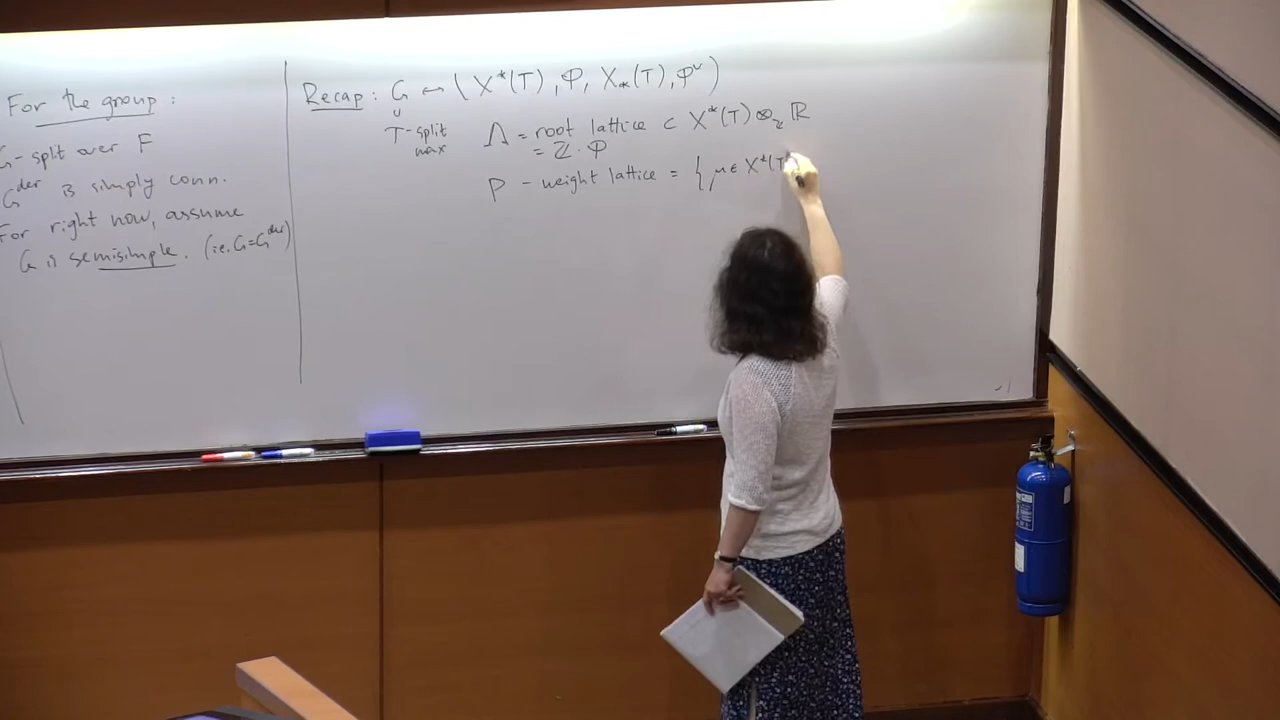 For the group:
G-split over F
G^der is simply conn.
For right now, assume
G is semisimple. (i.e. G=G^der)
Recap: G ↔ (X*(T), Φ, X_*(T), Φ^∨)
∪
T-split max
Λ = root lattice ⊂ X*(T)⊗_ℤ ℝ
= ℤ·Φ
P - weight lattice = { μ ∈ X*(T